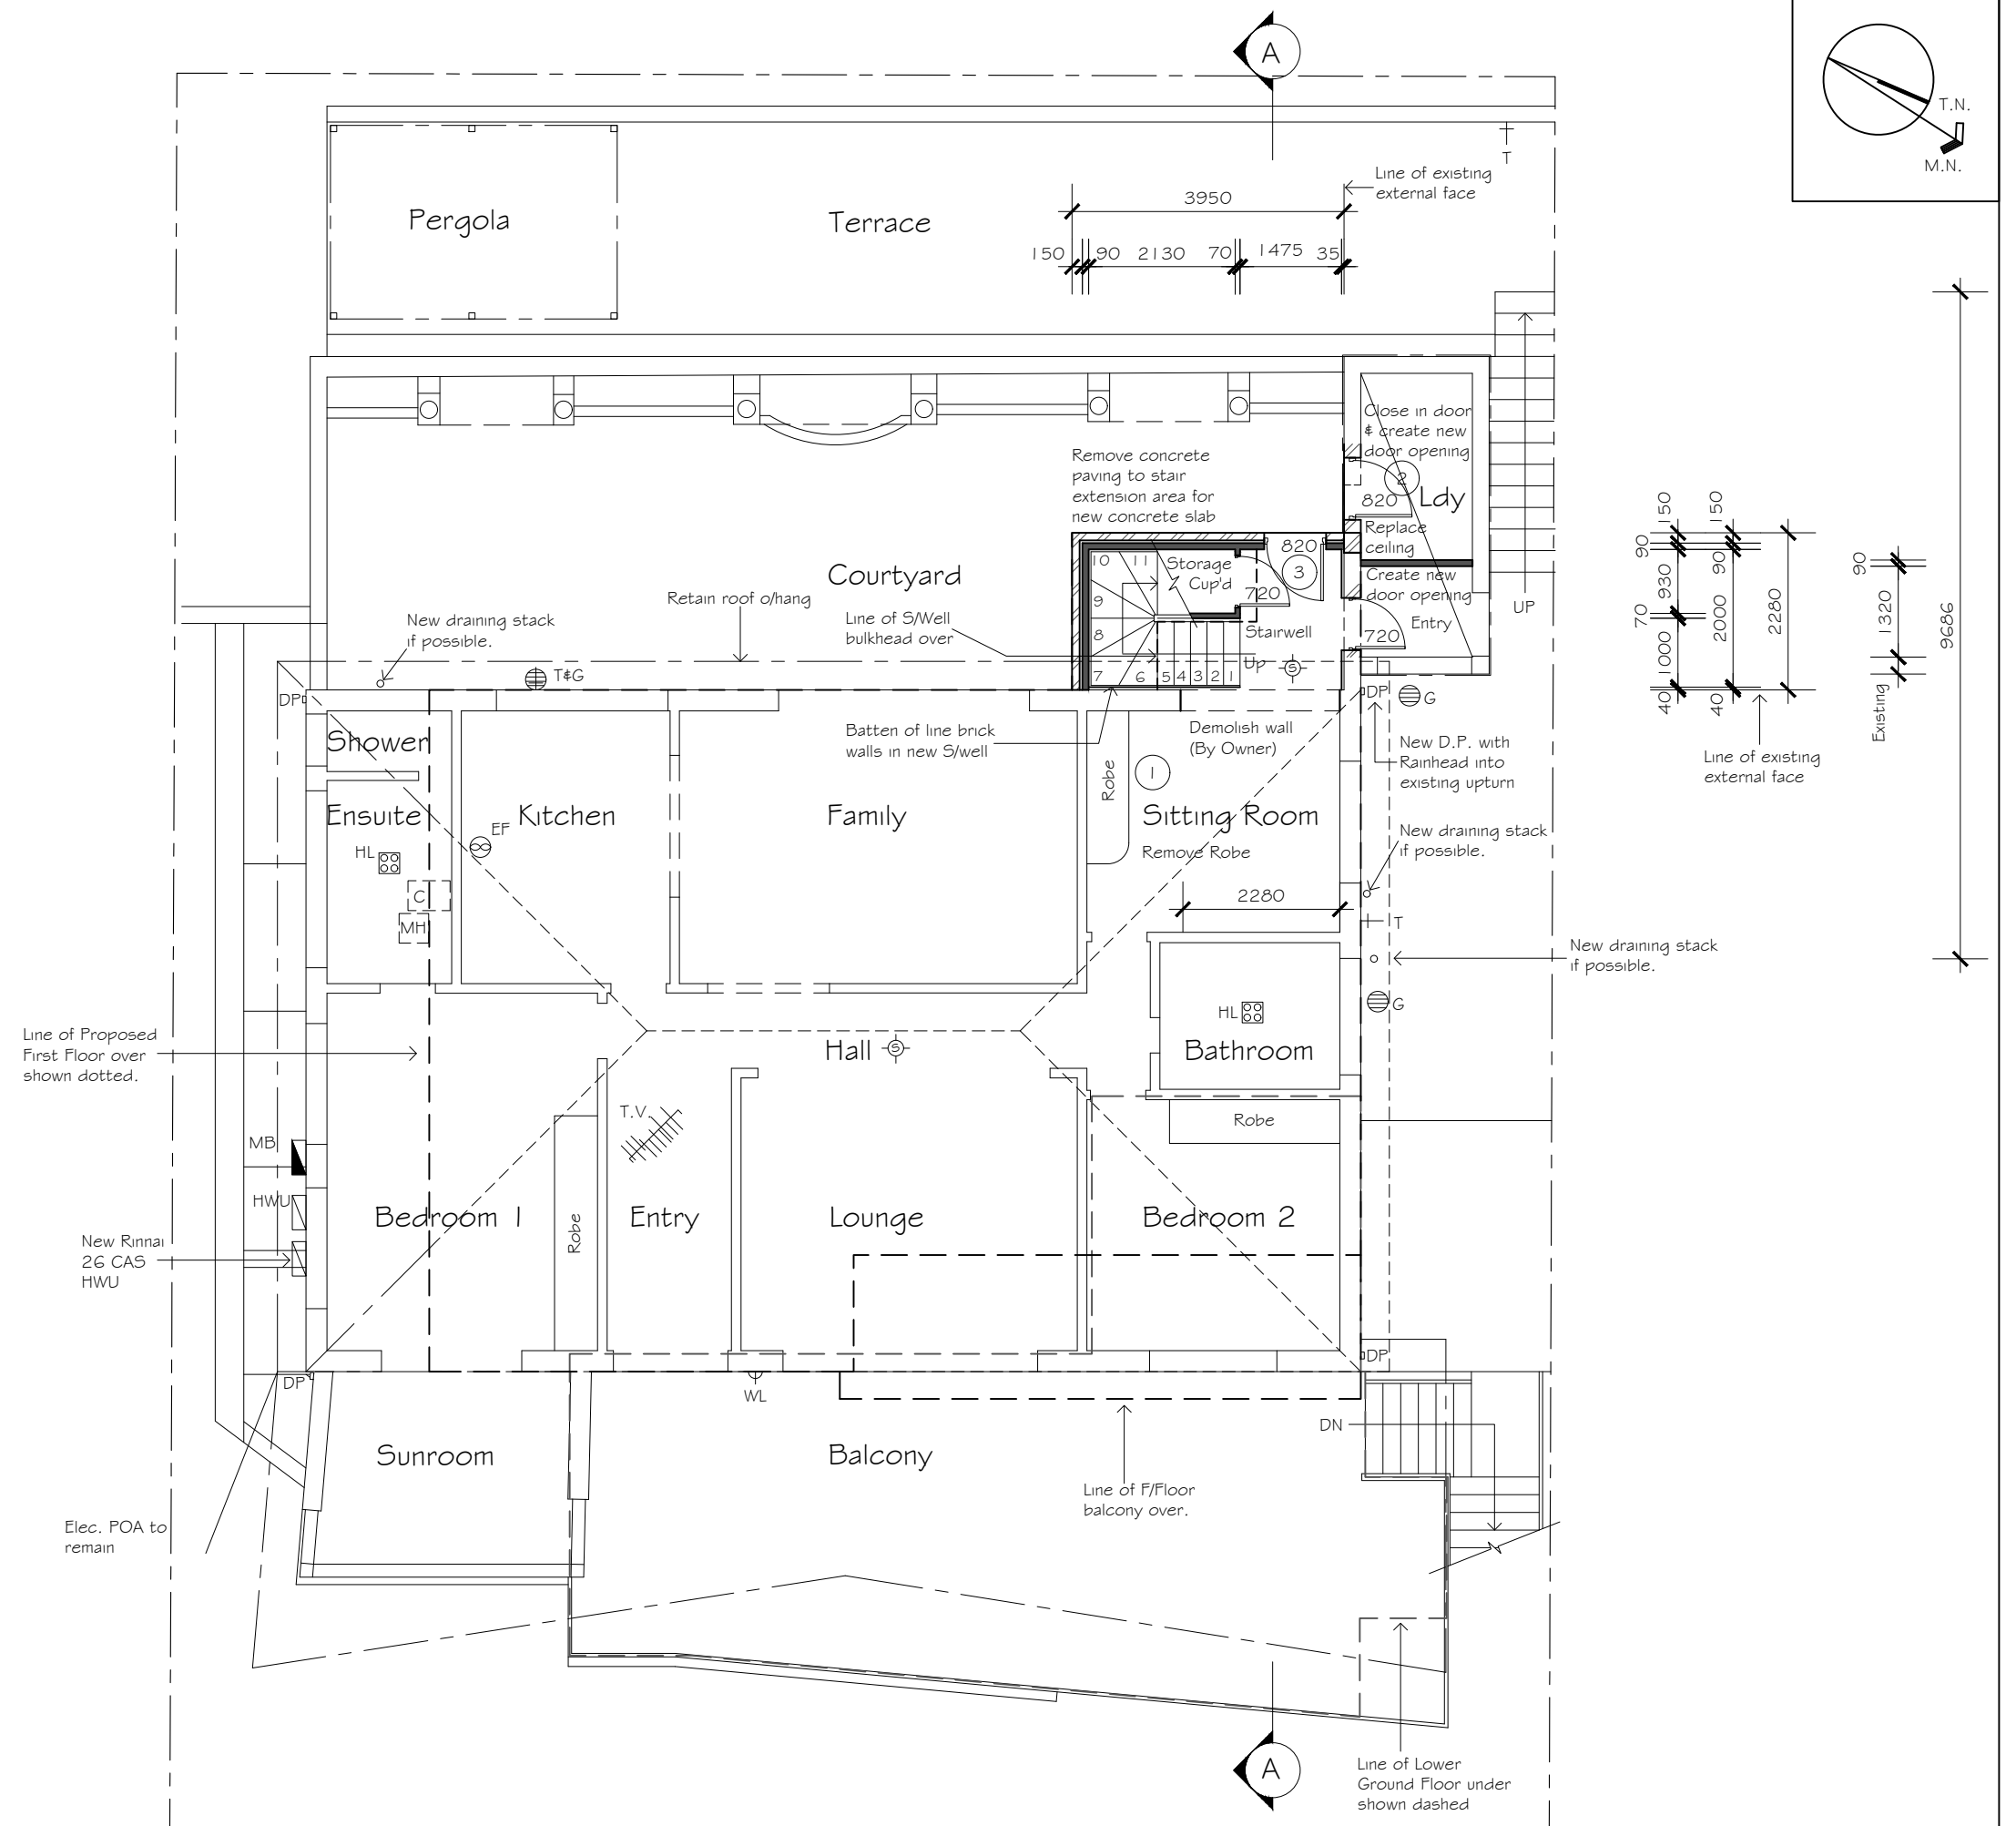 A
T.N.
M.N.
T
Line of existing
external face
3950
150
90
2130
70
1475
35
Pergola
Terrace
Close in door
& create new
door opening
2
820
Ldy
Replace
ceiling
Remove concrete
paving to stair
extension area for
new concrete slab
Courtyard
Retain roof o/hang
Line of S/Well
bulkhead over
New draining stack
if possible.
T&G
DP
10
11
9
8
7
6
5
4
3
2
1
Storage
Cup'd
820
3
720
Stairwell
Up
S
Create new
door opening
Entry
720
UP
DP
G
150
90
930
70
1000
40
150
90
2000
40
2280
90
1320
Existing
9686
Line of existing
external face
Shower
Ensuite
HL
C
MH
Kitchen
EF
Family
Batten of line brick
walls in new S/well
Robe
1
Demolish wall
(By Owner)
Sitting Room
Remove Robe
2280
New D.P. with
Rainhead into
existing upturn
New draining stack
if possible.
T
New draining stack
if possible.
G
Line of Proposed
First Floor over
shown dotted.
Hall
S
HL
Bathroom
T.V.
Robe
MB
HWU
New Rinnai
26 CAS
HWU
Bedroom 1
Robe
Entry
Lounge
Bedroom 2
DP
DP
WL
DN
Sunroom
Balcony
Line of F/Floor
balcony over.
Elec. POA to
remain
A
Line of Lower
Ground Floor under
shown dashed